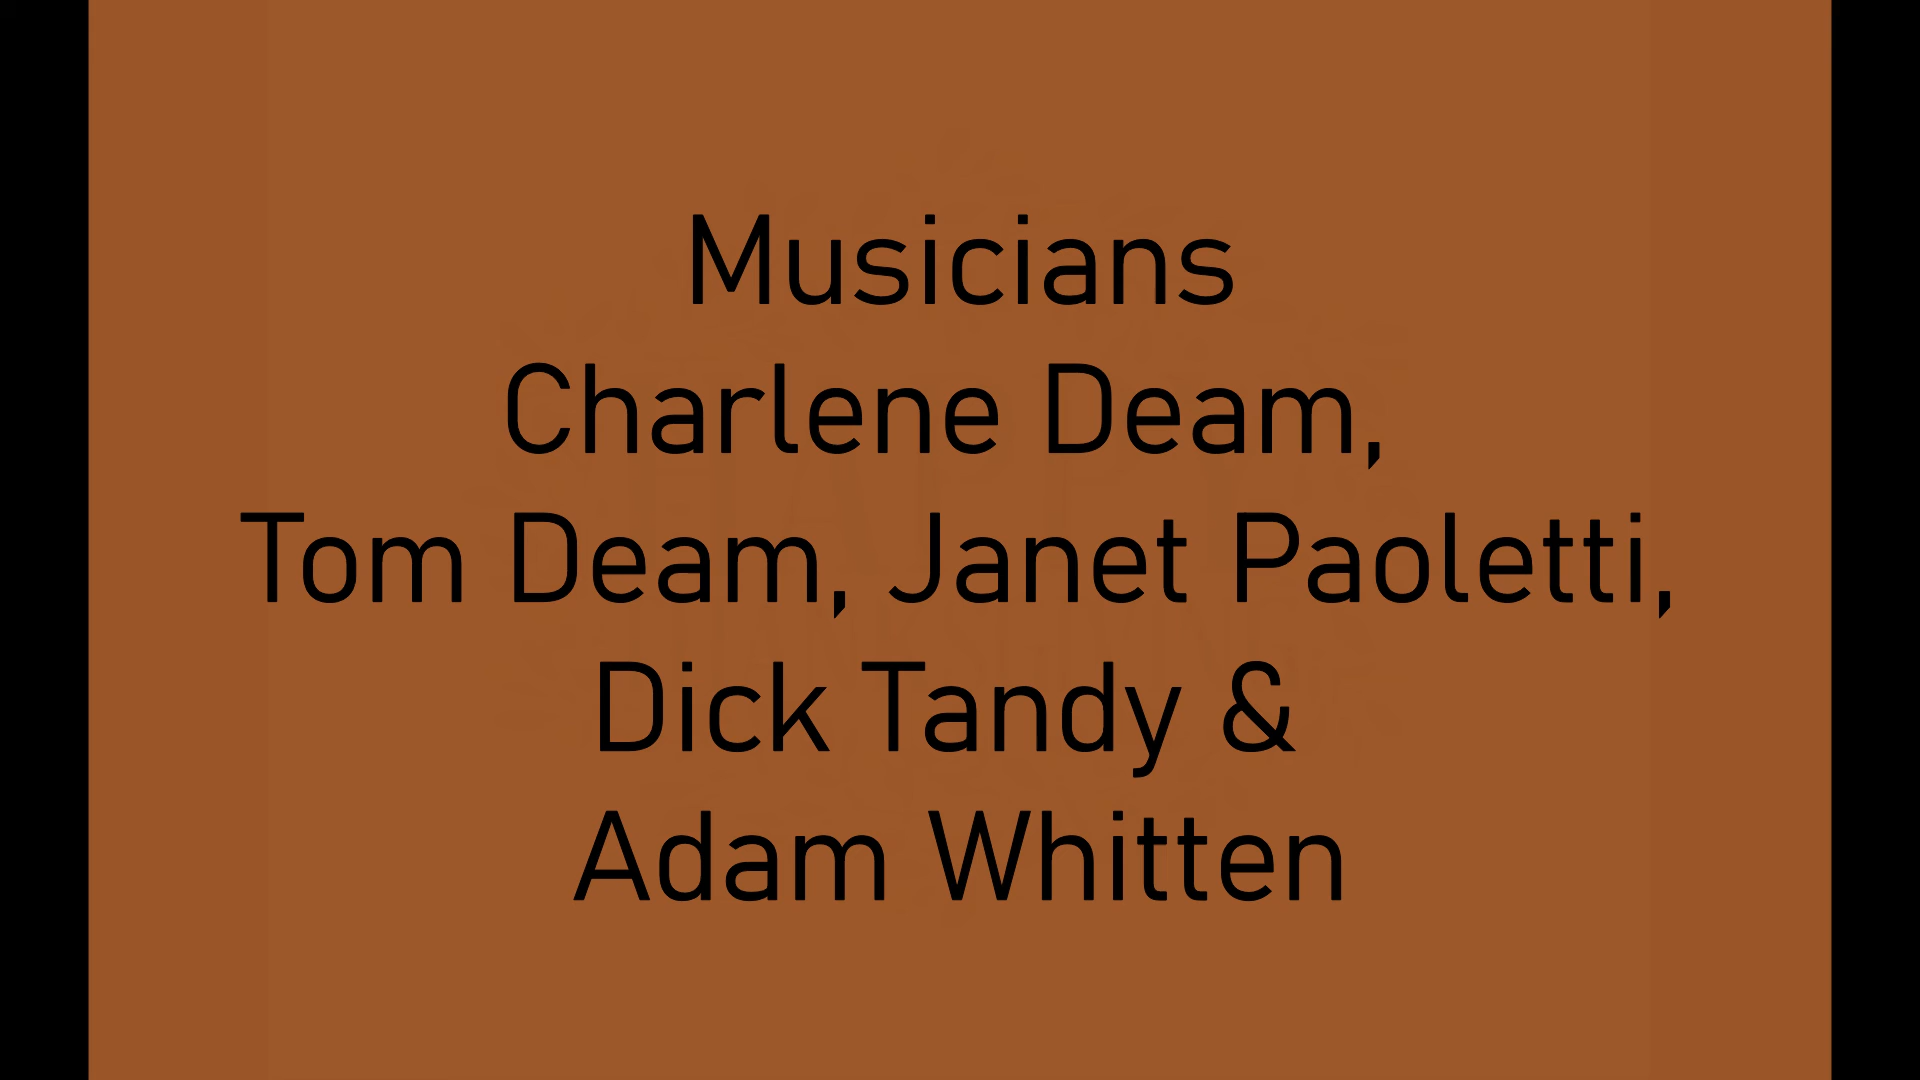 Musicians
Charlene Deam,
Tom Deam, Janet Paoletti,
Dick Tandy &
Adam Whitten